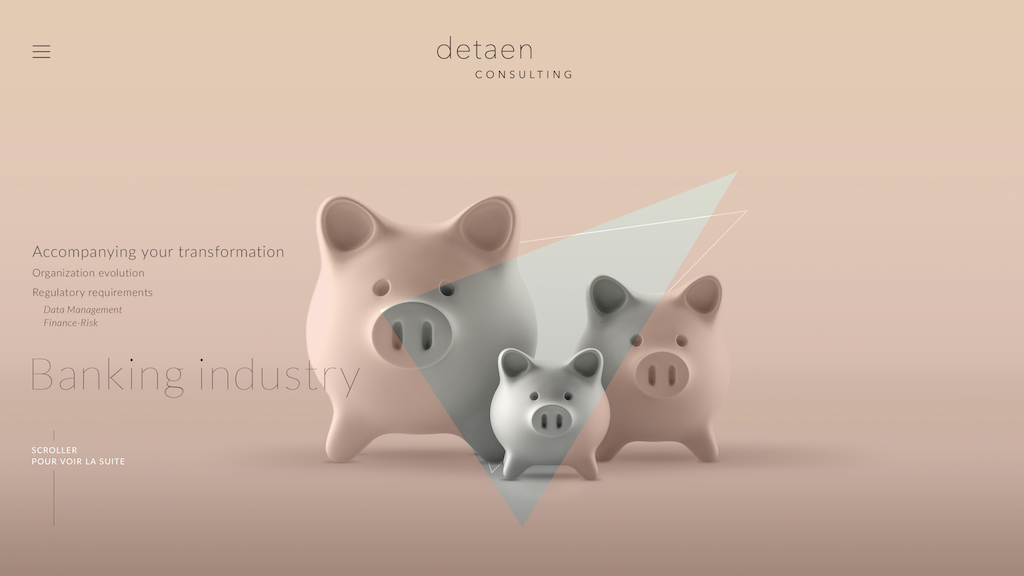 detaen
CONSULTING
Accompanying your transformation
Organization evolution
Regulatory requirements
Data Management
Finance-Risk
Banking industry
SCROLLER
POUR VOIR LA SUITE